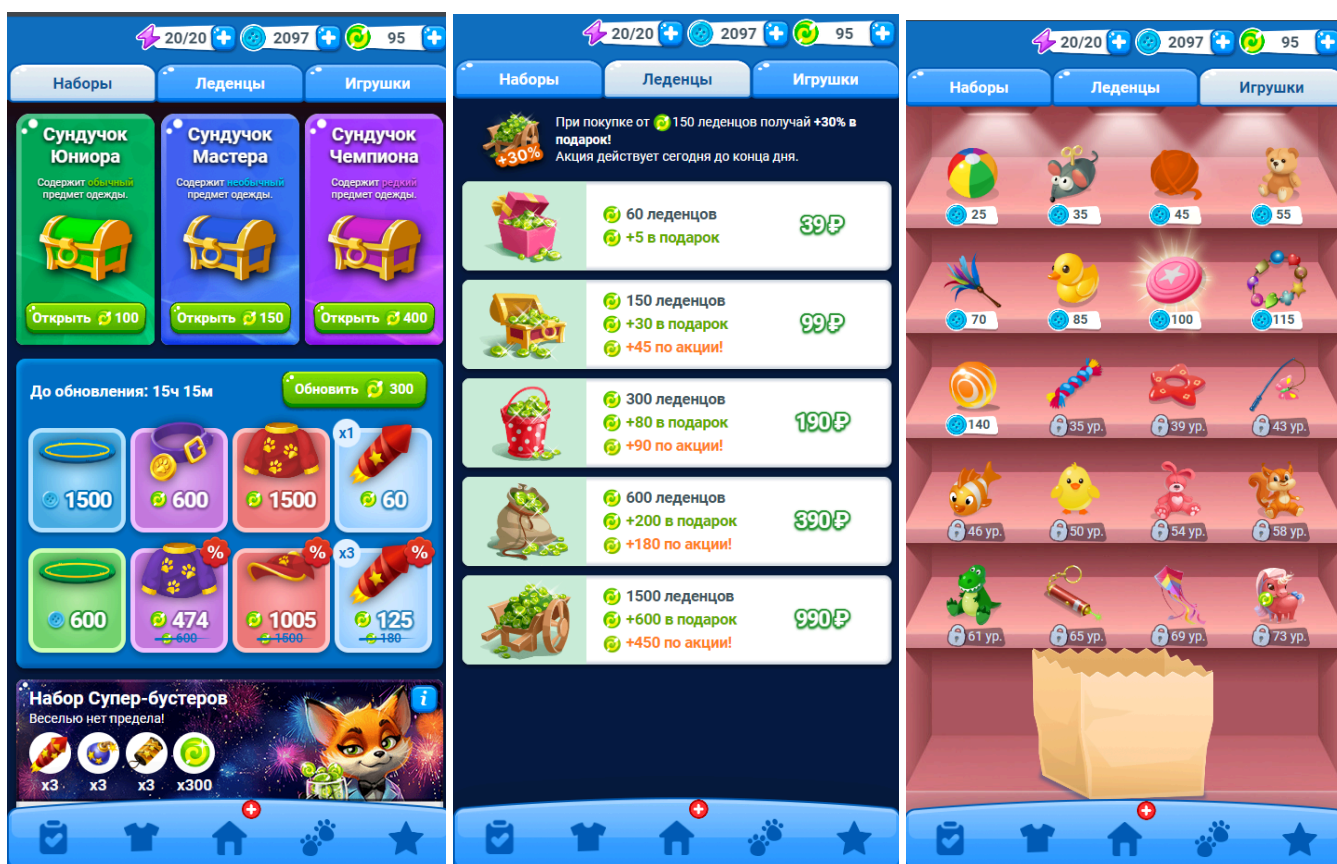 20/20 2097 95
Наборы Леденцы Игрушки
Сундучок
Юниора
Содержит обычный
предмет одежды.
Открыть 100
Сундучок
Мастера
Содержит необычный
предмет одежды.
Открыть 150
Сундучок
Чемпиона
Содержит редкий
предмет одежды.
Открыть 400
До обновления: 15ч 15м
Обновить 300
1500
600
1500
x1
60
600
%
474
600
%
1005
1500
x3
%
125
180
Набор Супер-бустеров
Веселью нет предела!
i
x3 x3 x3 x300
20/20 2097 95
Наборы Леденцы Игрушки
+30%
При покупке от 150 леденцов получай +30% в
подарок!
Акция действует сегодня до конца дня.
60 леденцов
+5 в подарок
39₽
150 леденцов
+30 в подарок
+45 по акции!
99₽
300 леденцов
+80 в подарок
+90 по акции!
190₽
600 леденцов
+200 в подарок
+180 по акции!
390₽
1500 леденцов
+600 в подарок
+450 по акции!
990₽
20/20 2097 95
Наборы Леденцы Игрушки
25 35 45 55
70 85 100 115
140 35 ур. 39 ур. 43 ур.
46 ур. 50 ур. 54 ур. 58 ур.
61 ур. 65 ур. 69 ур. 73 ур.